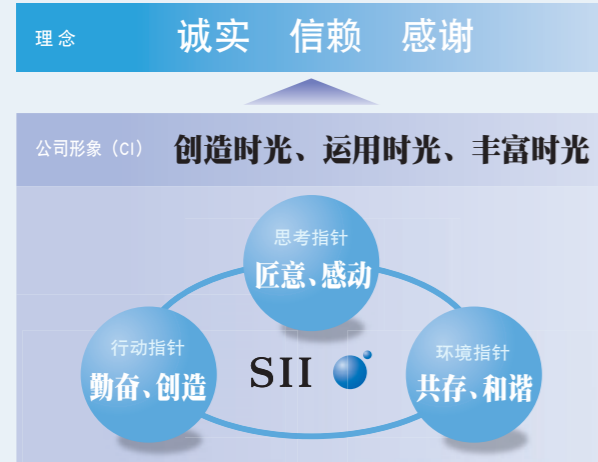 理念 诚实 信赖 感谢
公司形象（CI） 创造时光、运用时光、丰富时光
思考指针
匠意、感动
行动指针
勤奋、创造
环境指针
共存、和谐
SII